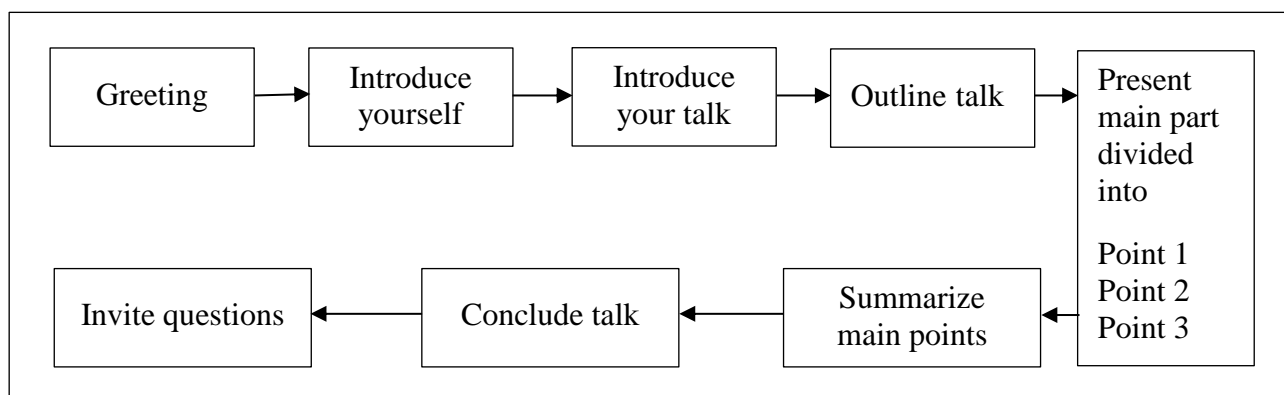 Greeting
Introduce
yourself
Introduce
your talk
Outline talk
Present
main part
divided
into
Point 1
Point 2
Point 3
Summarize
main points
Conclude talk
Invite questions